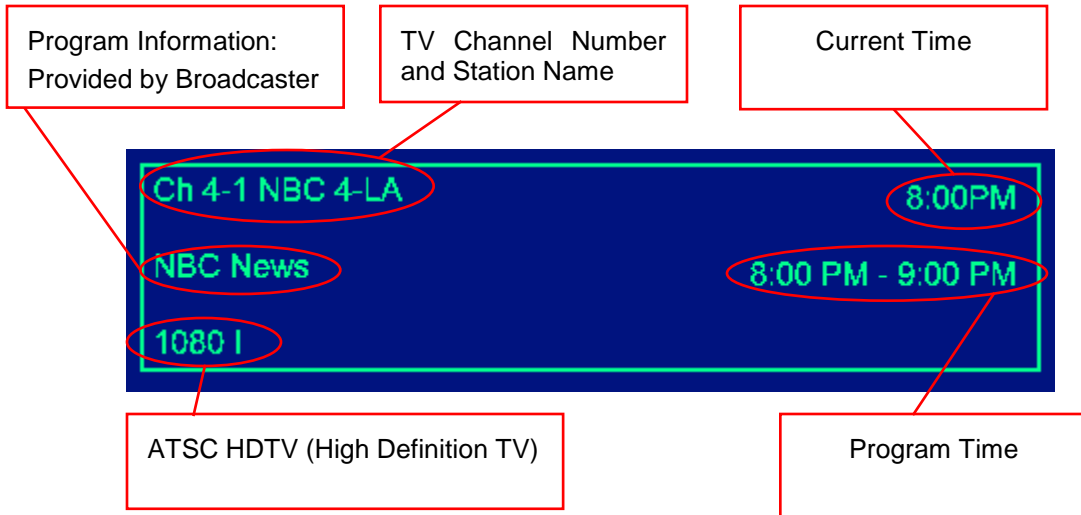 Program Information:
Provided by Broadcaster
TV Channel Number
and Station Name
Current Time
Ch 4-1 NBC 4-LA
8:00PM
NBC News
8:00 PM - 9:00 PM
1080 I
ATSC HDTV (High Definition TV)
Program Time